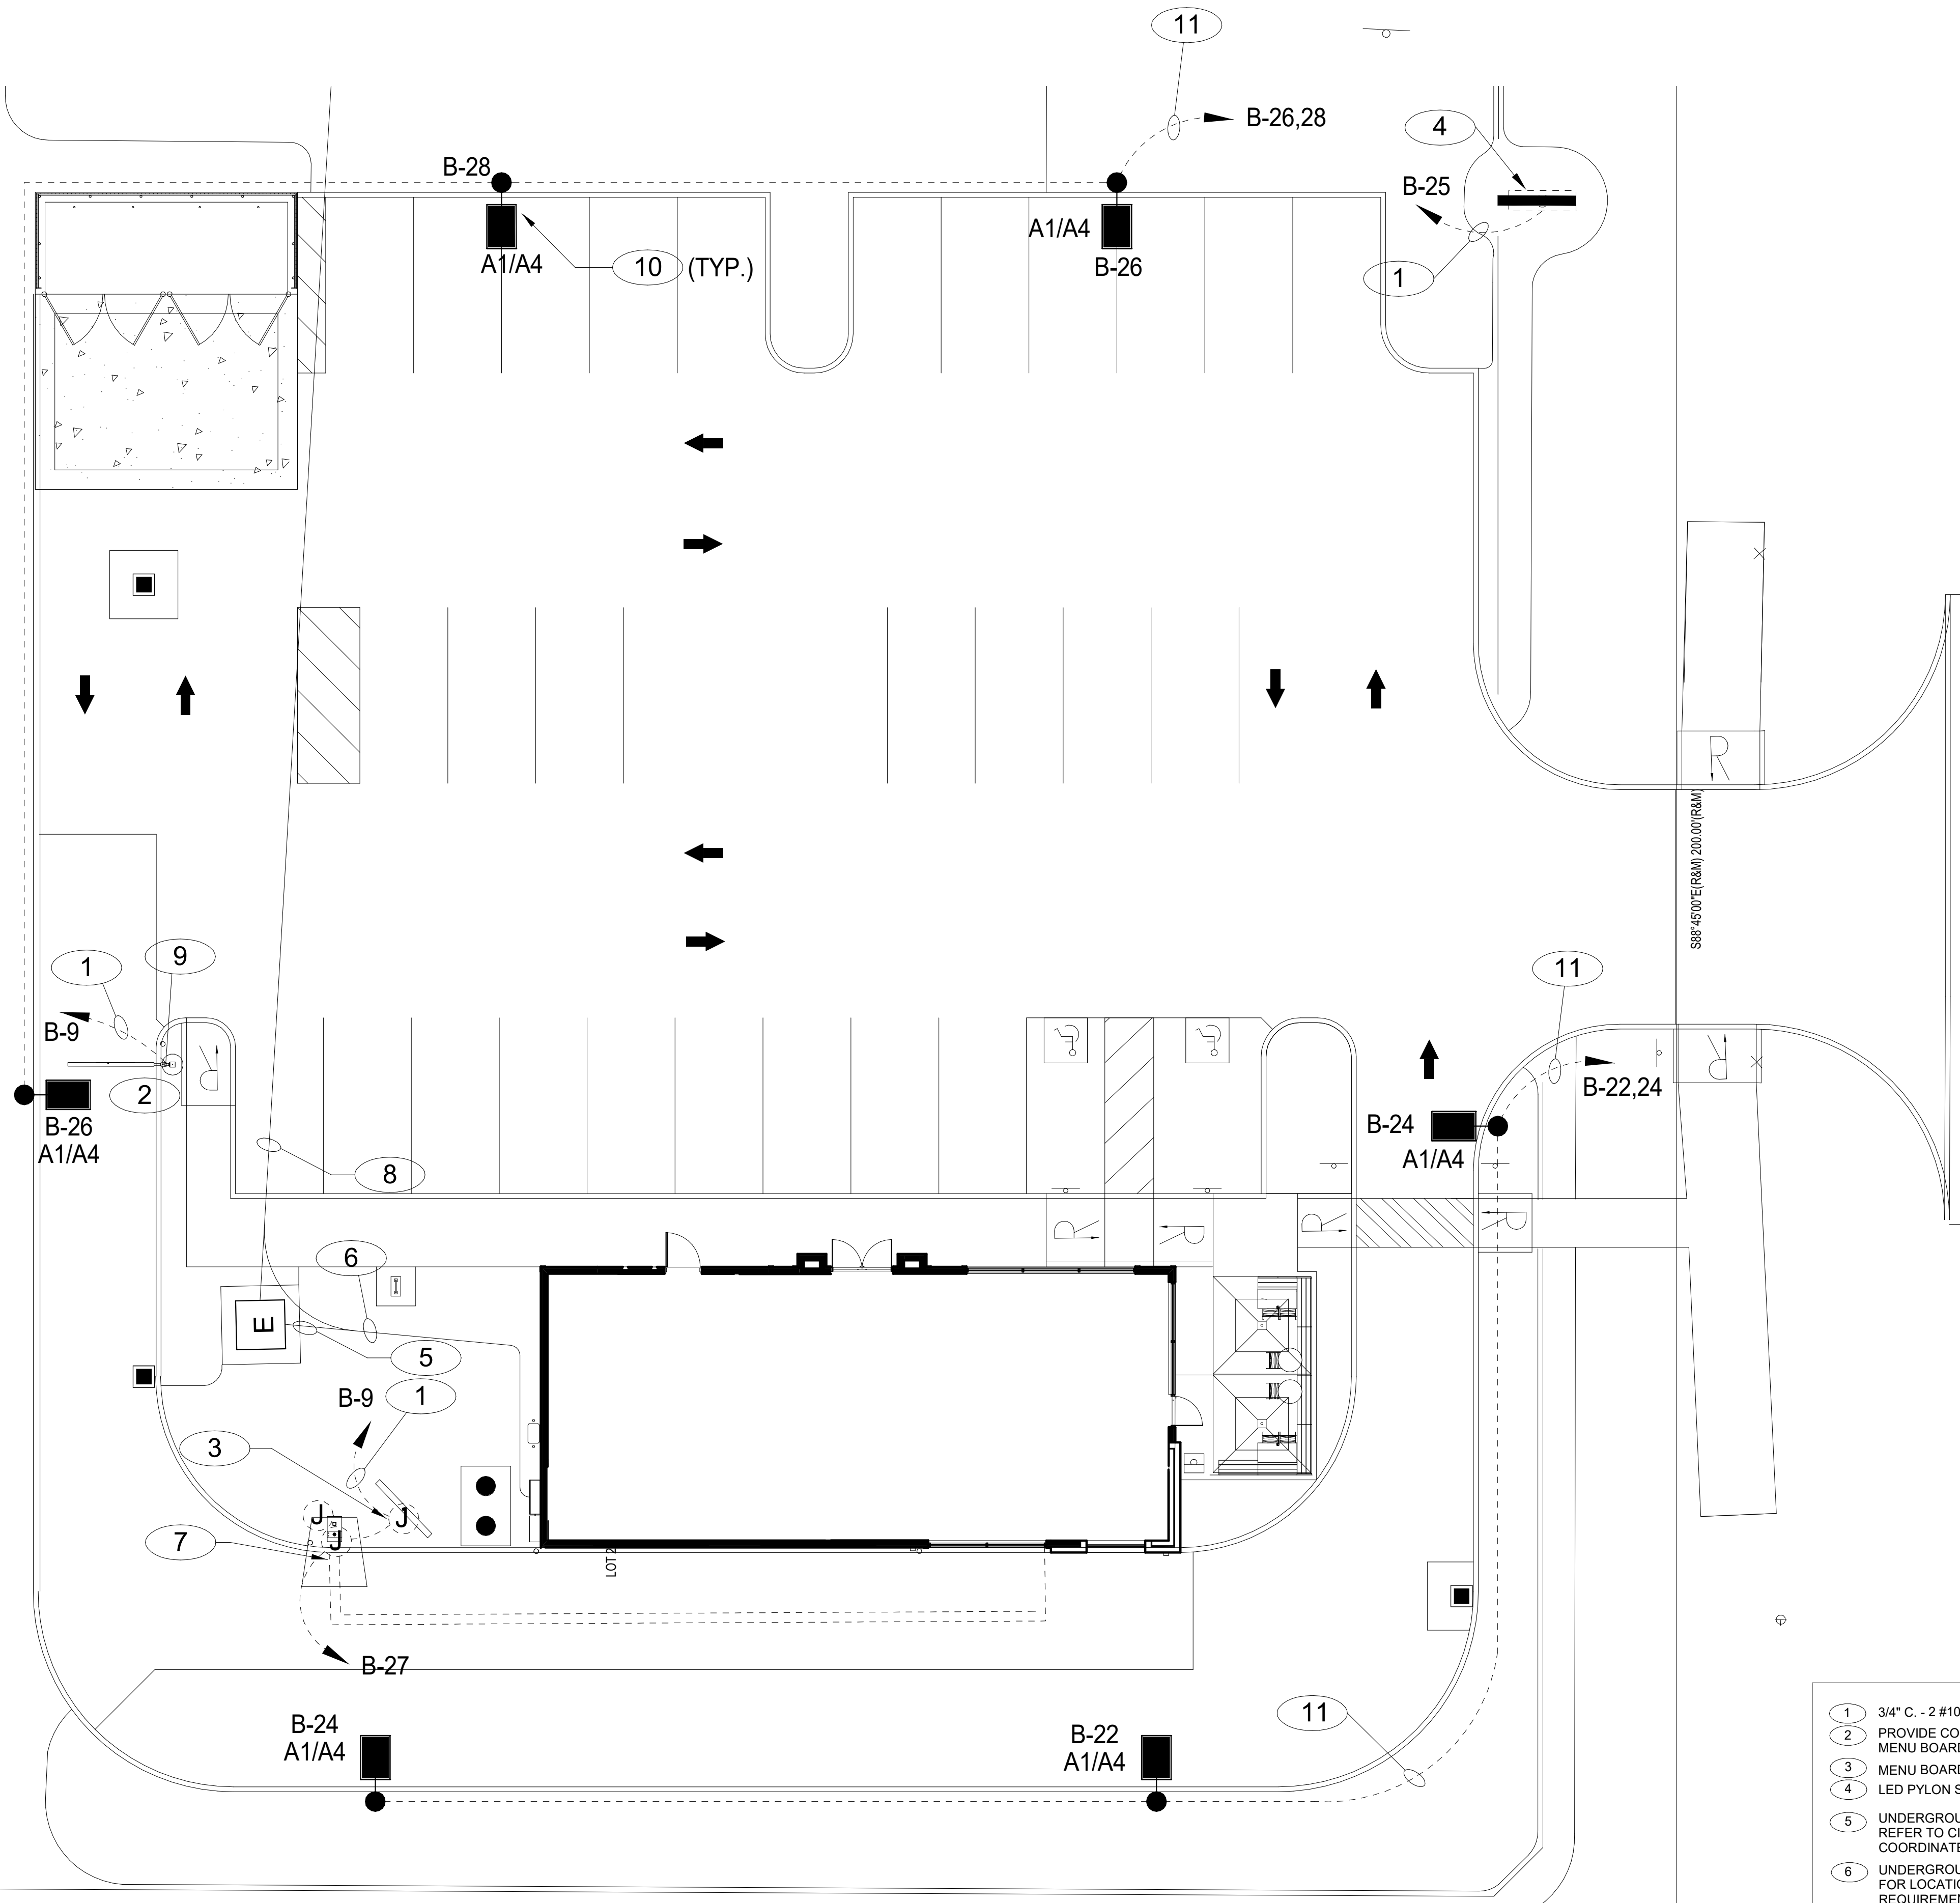 11
B-26,28
4
B-28
B-25
A1/A4
A1/A4
10 (TYP.)
B-26
1
R
S88°45'00"E(R&M) 200.00'(R&M)
9
1
11
B-9
R
R
2
B-22,24
B-26
A1/A4
B-24
A1/A4
8
R
R
R
R
6
E
5
B-9
1
3
J
J
J
7
LOT 2
B-27
B-24
A1/A4
B-22
A1/A4
11
1 3/4" C. - 2 #10
2 PROVIDE CO
MENU BOARD
3 MENU BOARD
4 LED PYLON S
5 UNDERGROU
REFER TO CI
COORDINATE
6 UNDERGROU
FOR LOCATIO
REQUIREMEN